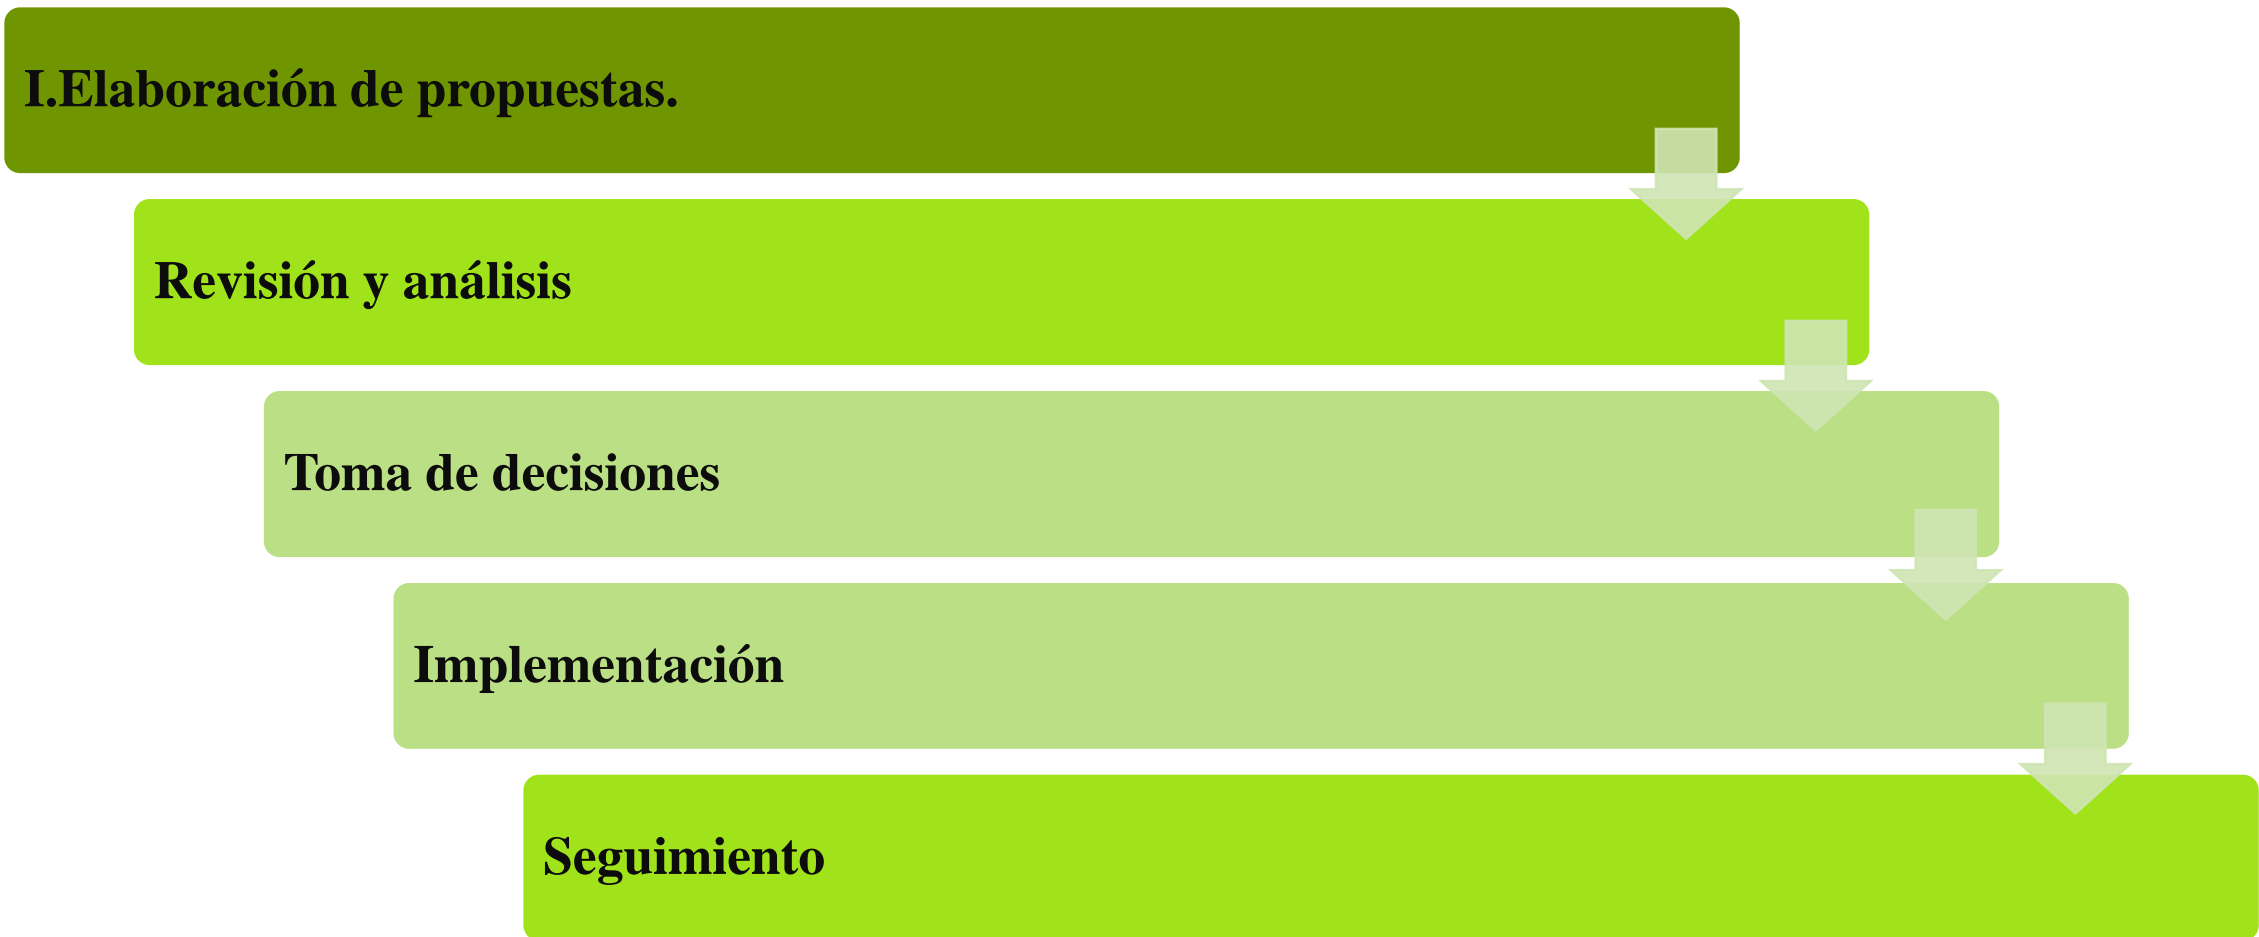 I.Elaboración de propuestas.
Revisión y análisis
Toma de decisiones
Implementación
Seguimiento